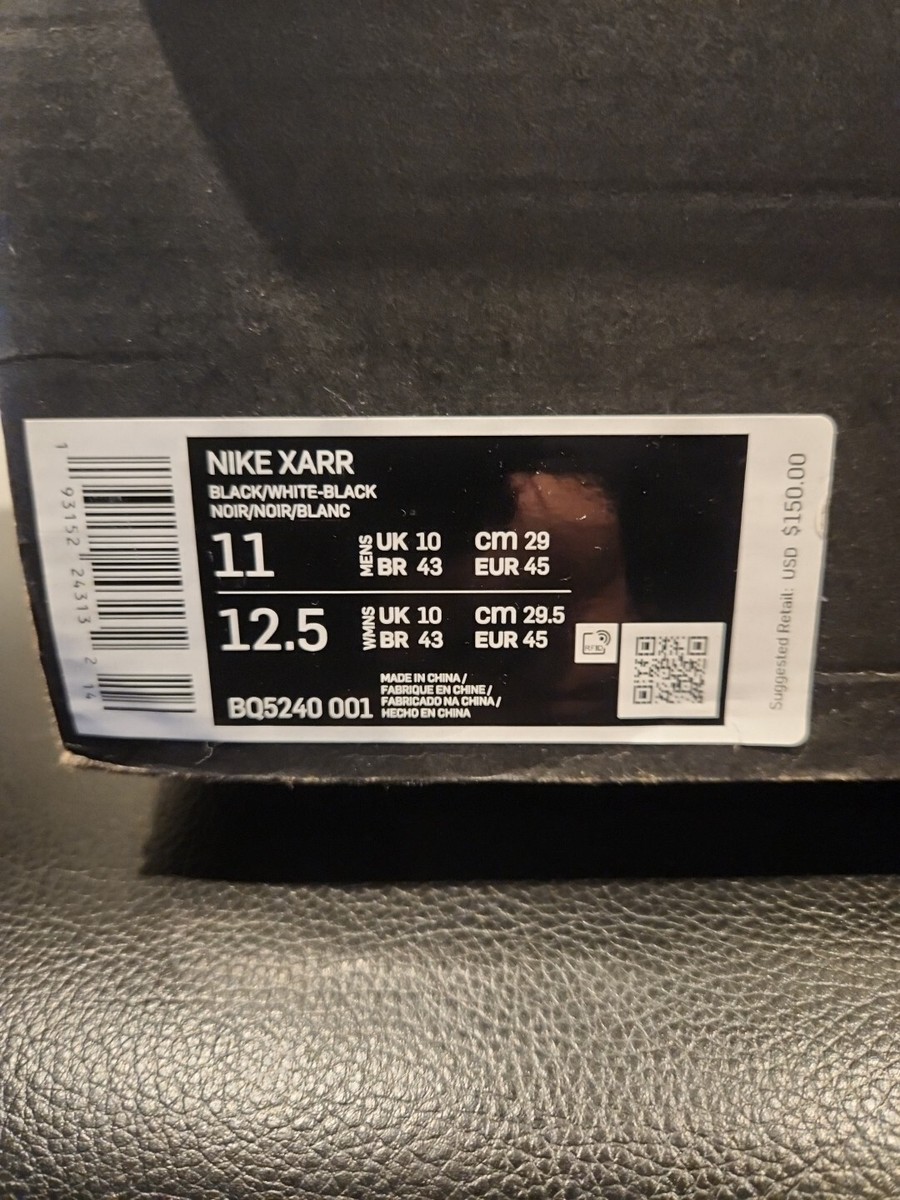 NIKE XARR
BLACK/WHITE-BLACK
NOIR/NOIR/BLANC
11
MENS
UK 10 cm 29
BR 43 EUR 45
12.5
WMNS
UK 10 cm 29.5
BR 43 EUR 45
BQ5240 001
MADE IN CHINA /
FABRIQUE EN CHINE /
FABRICADO NA CHINA /
HECHO EN CHINA
RFID
1 93152 24313 2 14
Suggested Retail: USD $150.00